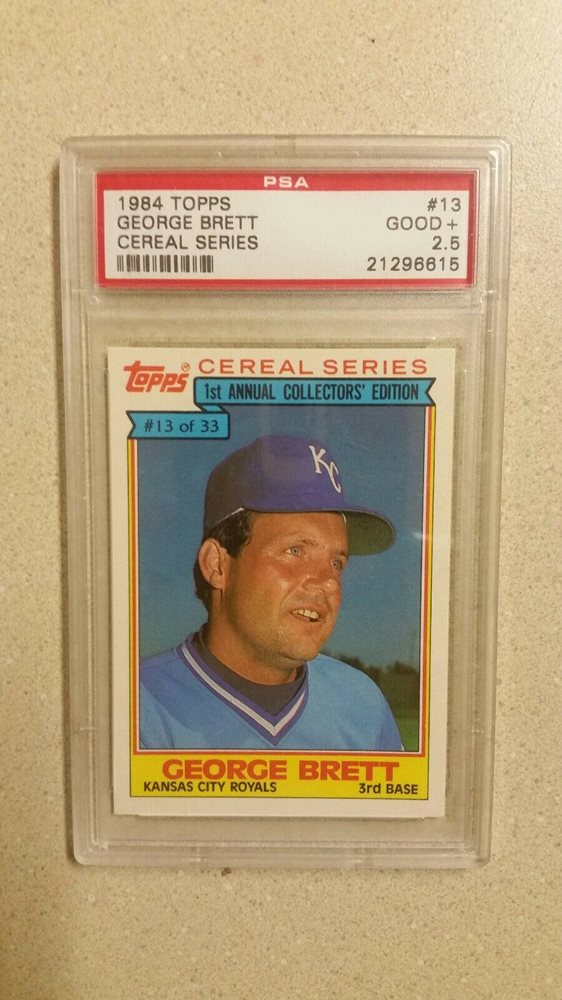 PSA
1984 TOPPS #13
GEORGE BRETT GOOD +
CEREAL SERIES 2.5
21296615
Topps® CEREAL SERIES
1st ANNUAL COLLECTORS' EDITION
#13 of 33
KC
GEORGE BRETT
KANSAS CITY ROYALS 3rd BASE